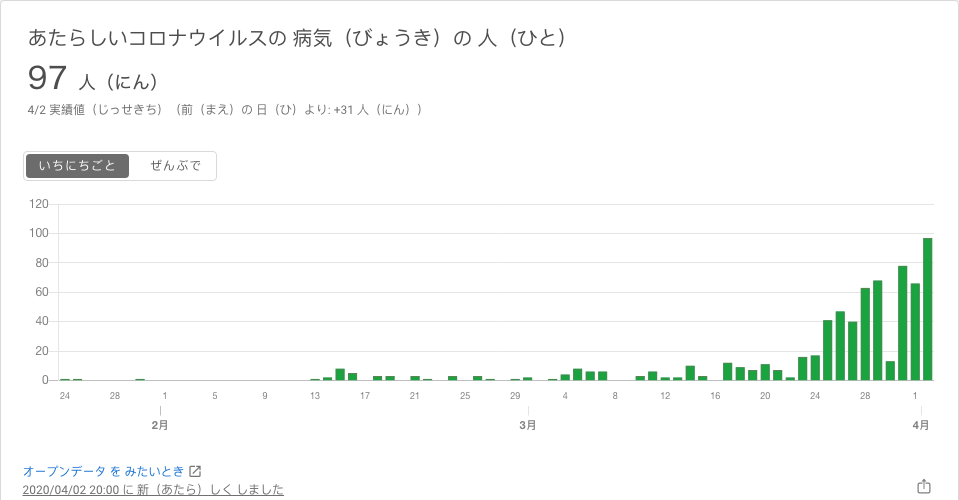 あたらしいコロナウイルスの 病気（びょうき）の 人（ひと）
97 人（にん）
4/2 実績値（じっせきち）（前（まえ）の 日（ひ）より: +31 人（にん））
いちにちごと ぜんぶで
120
100
80
60
40
20
0
24 28 1 5 9 13 17 21 25 29 4 8 12 16 20 24 28 1
2月 3月 4月
オープンデータ を みたいとき
2020/04/02 20:00 に 新（あたら）しく しました